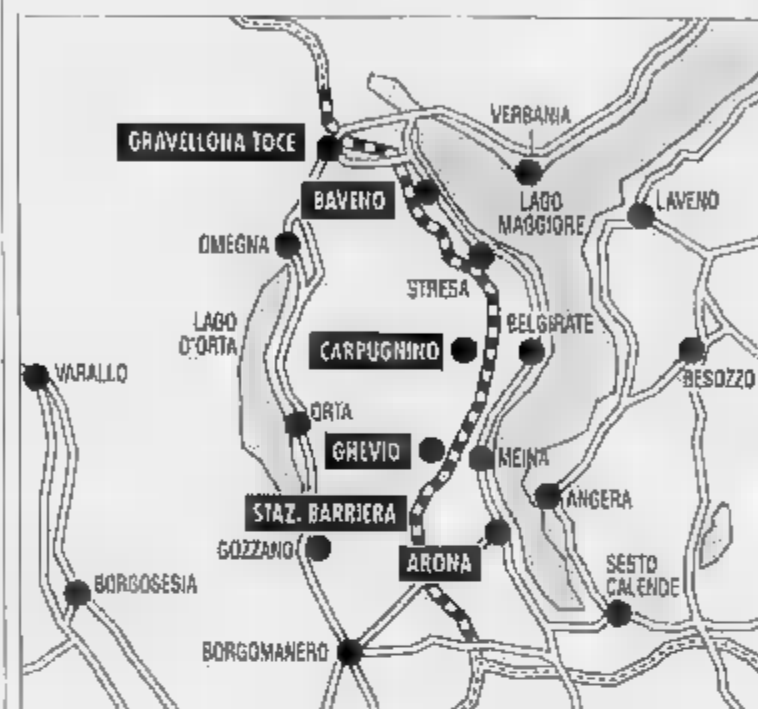 VERBANIA
GRAVELLONA TOCE
BAVENO
LAGO
MAGGIORE
LAVENO
OMEGNA
STRESA
LAGO
D'ORTA
BELGIRATE
CARPUGNINO
VARALLO
BESOZZO
ORTA
GHEVIO
MEINA
ANGERA
STAZ. BARRIERA
GOZZANO
ARONA
SESTO
CALENDE
BORGOSESIA
BORGOMANERO